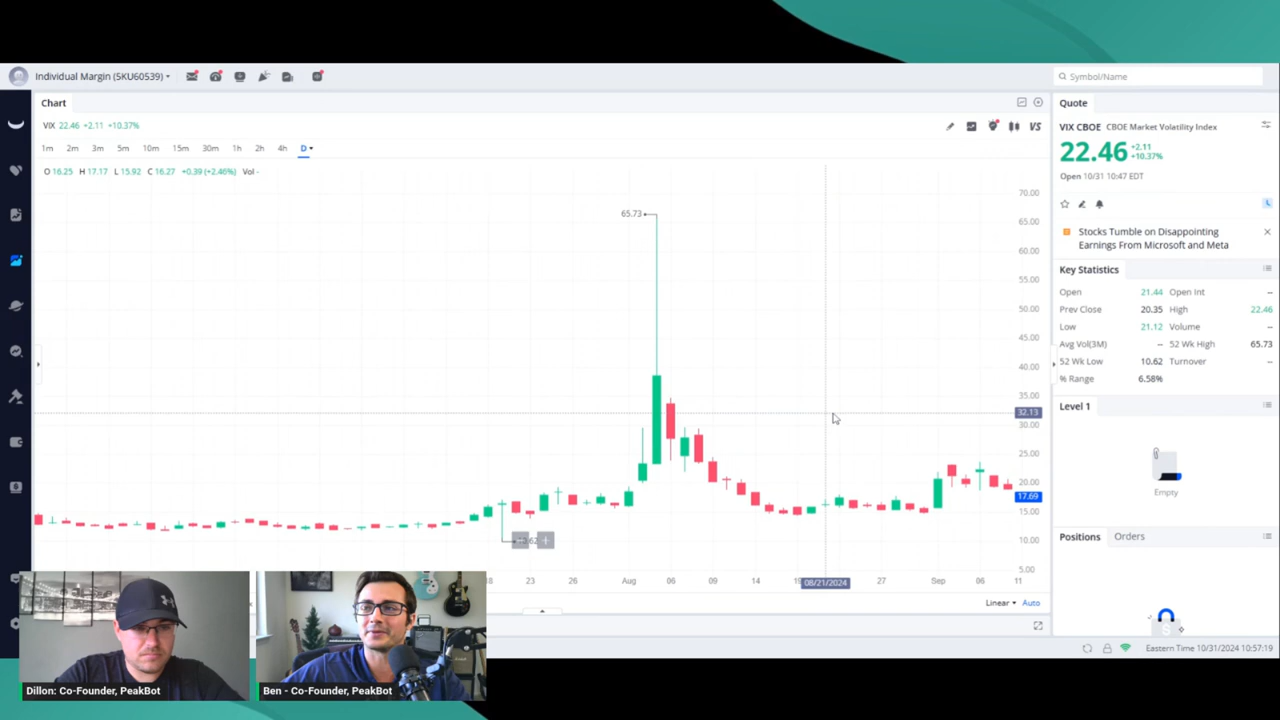 Individual Margin (5KU60539)
Symbol/Name
Chart
Quote
VIX 22.46 +2.11 +10.37%
VS
VIX CBOE CBOE Market Volatility Index
1m 2m 3m 5m 10m 15m 30m 1h 2h 4h D
22.46 +2.11
+10.37%
O 16.25 H 17.17 L 15.92 C 16.27 +0.39 (+2.46%) Vol -
Open 10/31 10:47 EDT
70.00
65.73
65.00
60.00
55.00
50.00
45.00
40.00
35.00
32.13
30.00
25.00
20.00
17.69
15.00
10.00
5.00
L
Stocks Tumble on Disappointing
Earnings From Microsoft and Meta
Key Statistics
Open 21.44 Open Int --
Prev Close 20.35 High 22.46
Low 21.12 Volume --
Avg Vol(3M) -- 52 Wk High 65.73
52 Wk Low 10.62 Turnover --
% Range 6.58%
Level 1
Empty
Positions Orders
23 26 Aug 06 09 14 08/21/2024 27 Sep 06 11
Linear Auto
Eastern Time 10/31/2024 10:57:19
Dillon: Co-Founder, PeakBot
Ben - Co-Founder, PeakBot